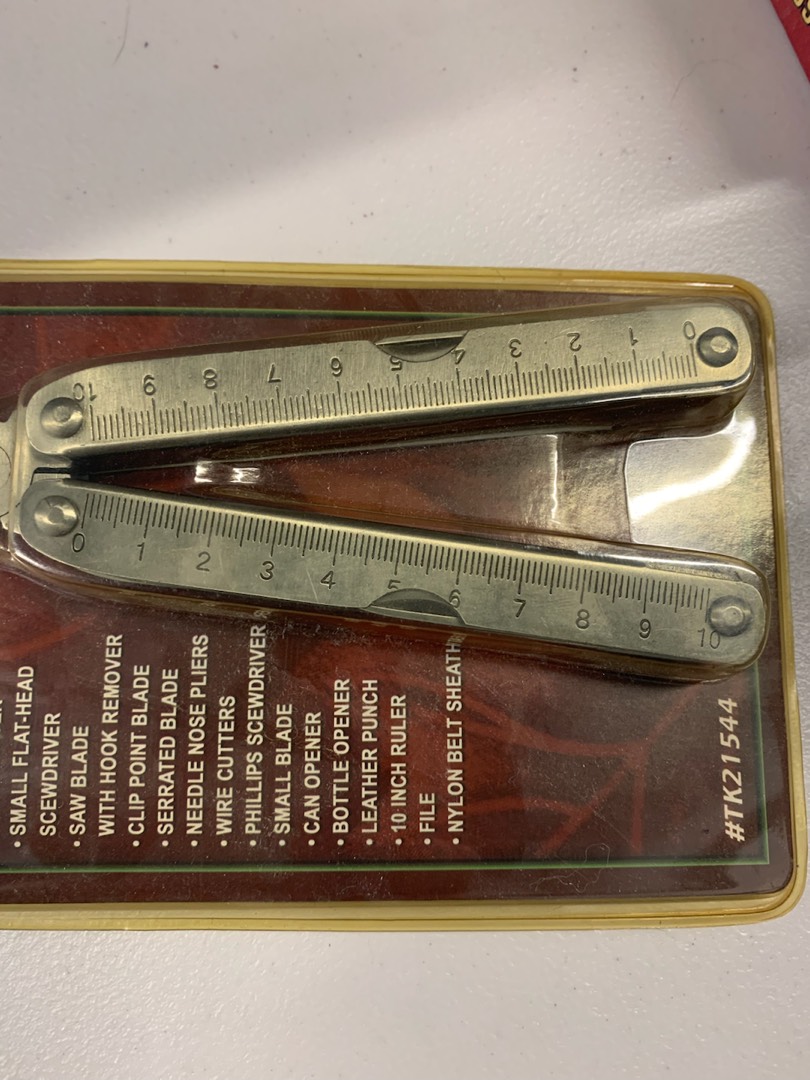 0 1 2 3 4 5 6 7 8 9 10
0 1 2 3 4 5 6 7 8 9 10
• SMALL FLAT-HEAD
SCEWDRIVER
• SAW BLADE
WITH HOOK REMOVER
• CLIP POINT BLADE
• SERRATED BLADE
• NEEDLE NOSE PLIERS
• WIRE CUTTERS
• PHILLIPS SCEWDRIVER
• SMALL BLADE
• CAN OPENER
• BOTTLE OPENER
• LEATHER PUNCH
• 10 INCH RULER
• FILE
• NYLON BELT SHEATH
#TK21544